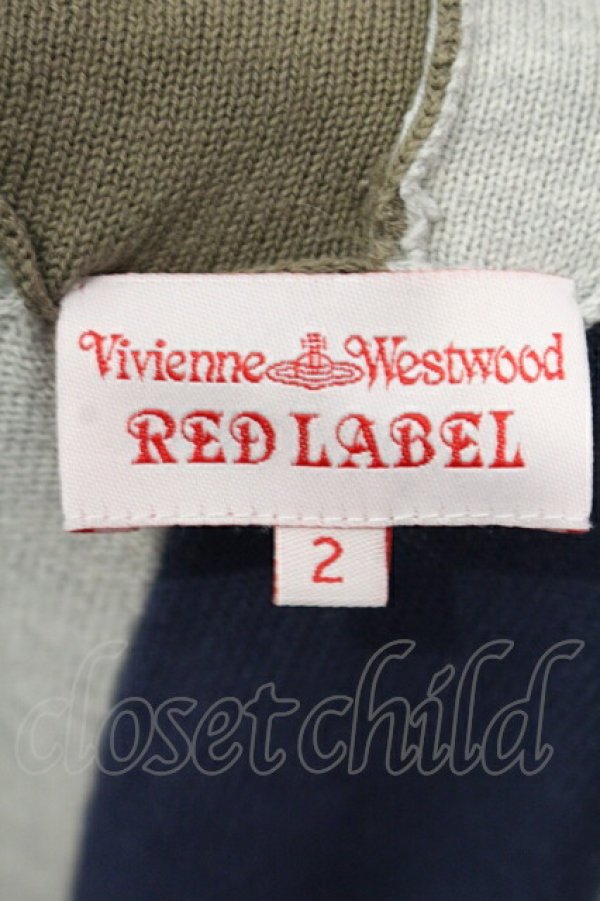 Vivienne Westwood
RED LABEL
2
closet child